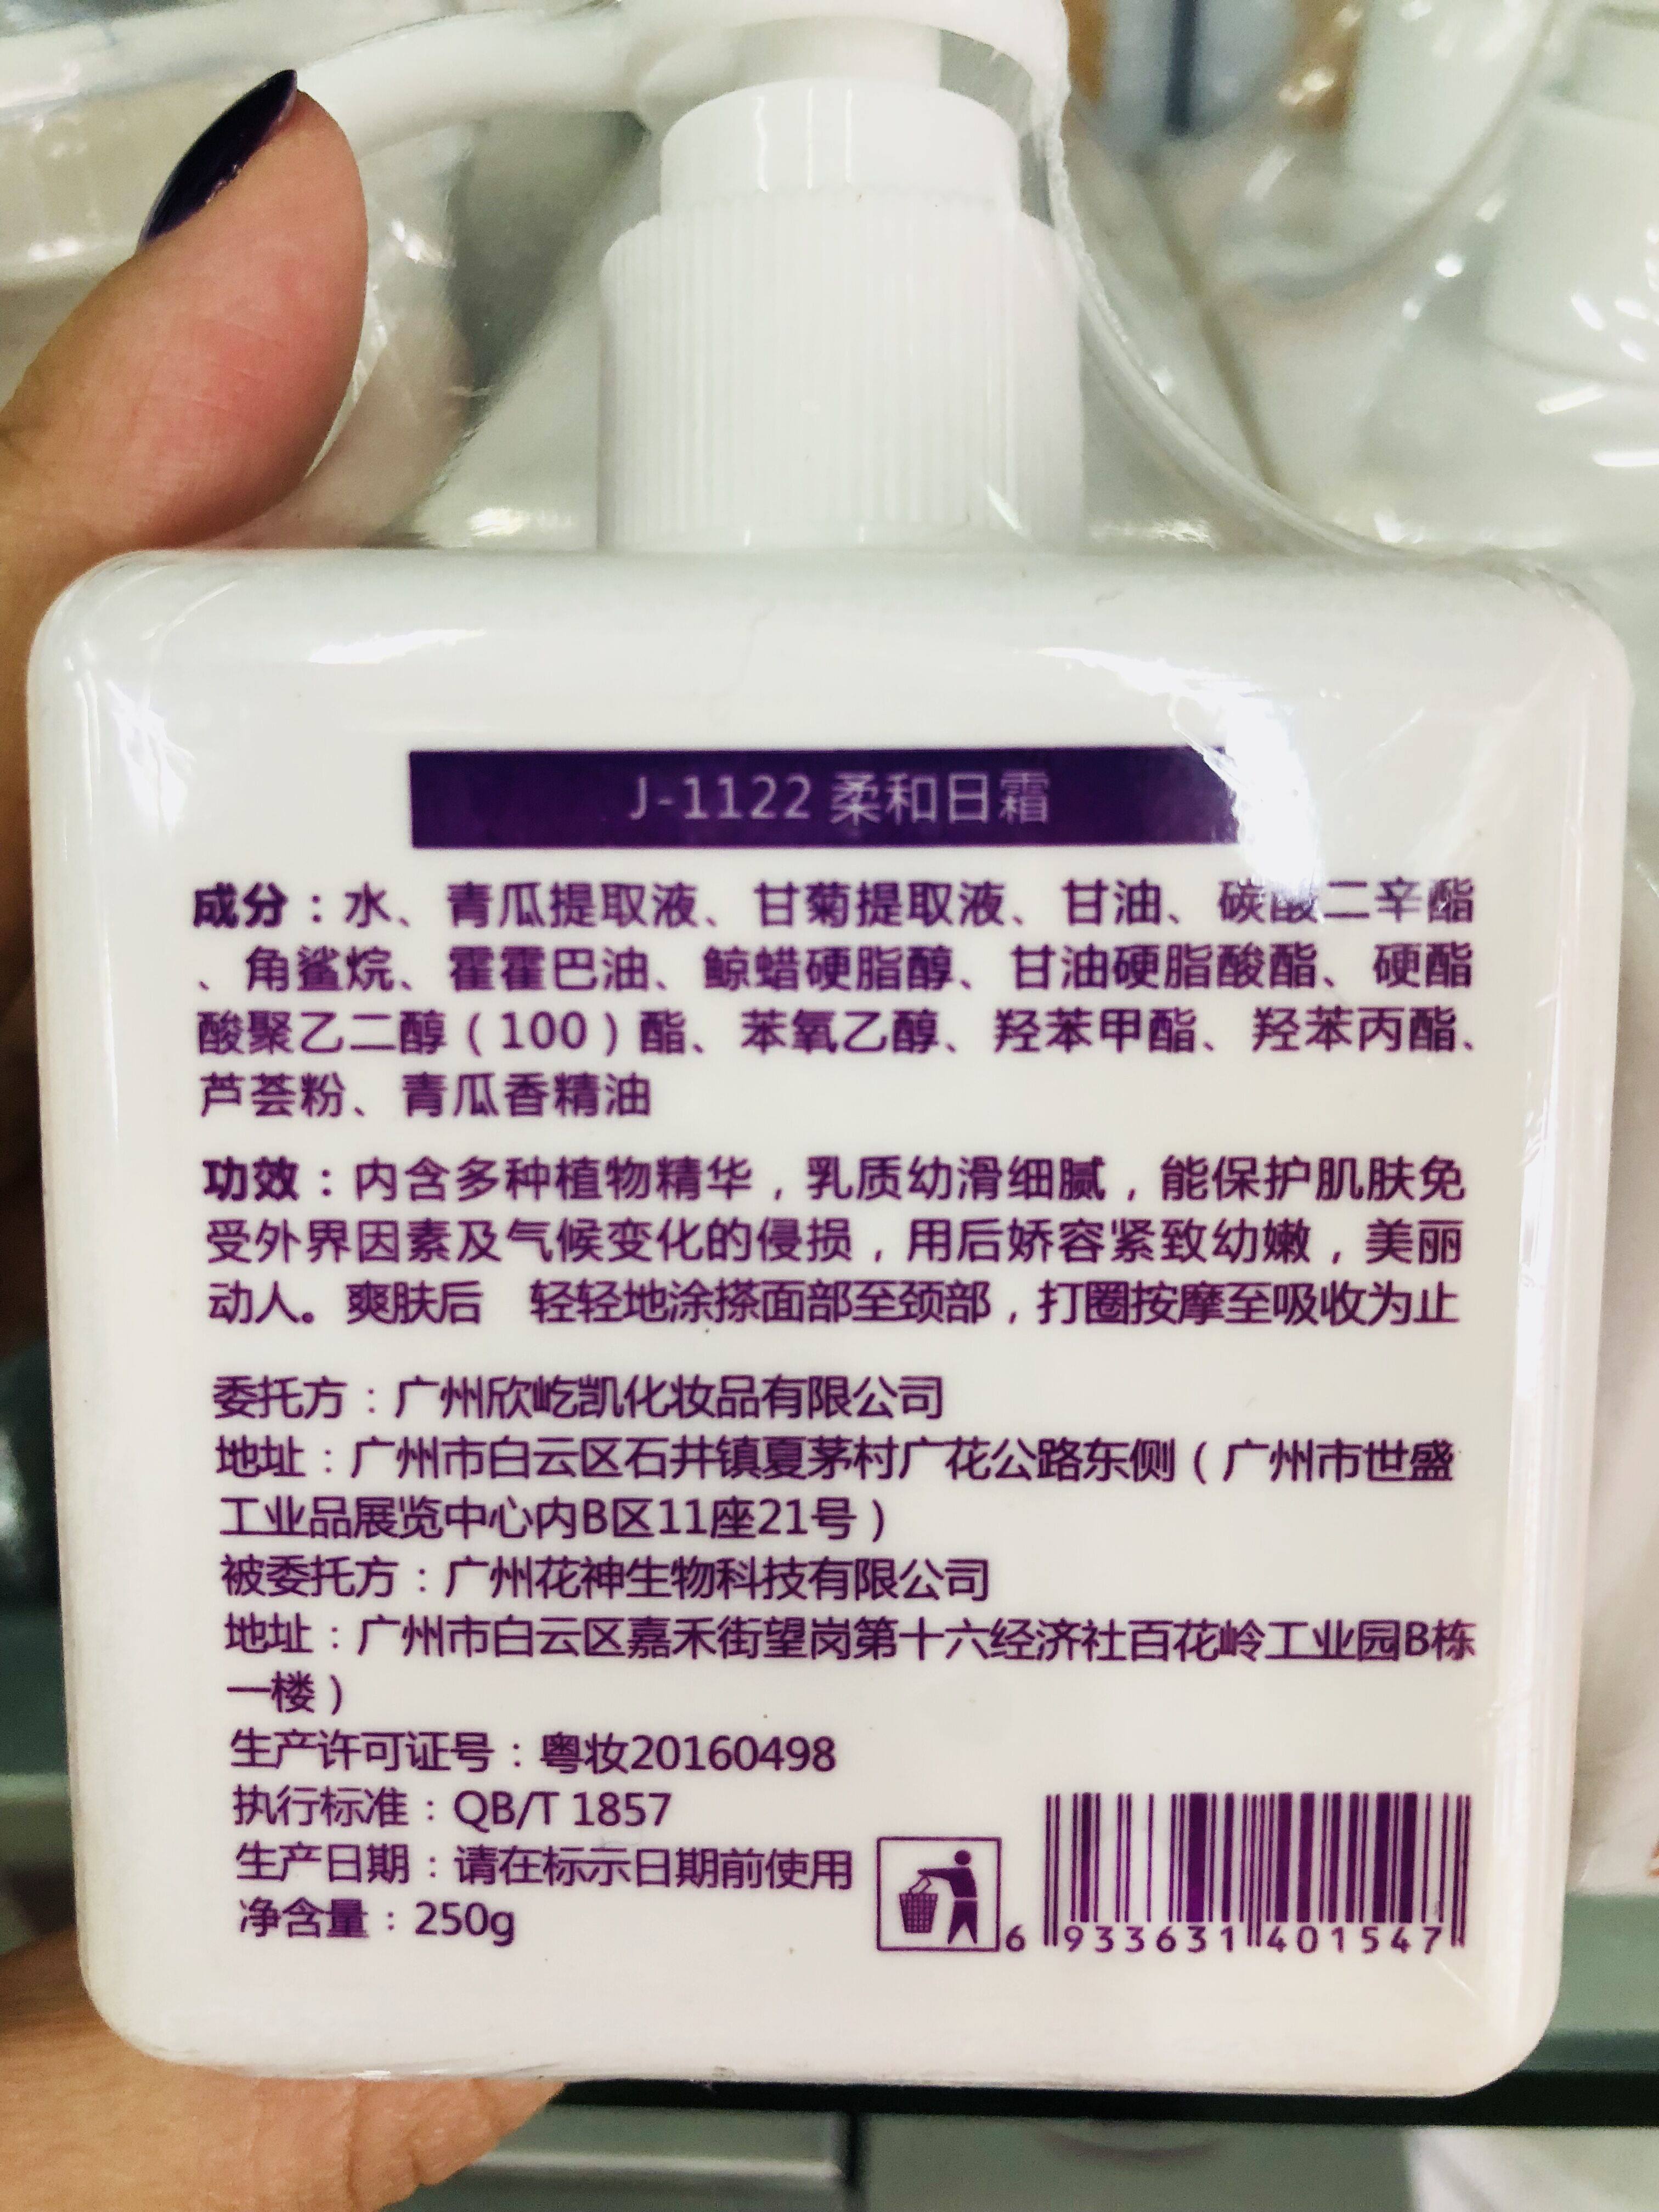 J-1122 柔和日霜
成分：水、青瓜提取液、甘菊提取液、甘油、碳酸二辛酯
、角鲨烷、霍霍巴油、鲸蜡硬脂醇、甘油硬脂酸酯、硬酯
酸聚乙二醇（100）酯、苯氧乙醇、羟苯甲酯、羟苯丙酯、
芦荟粉、青瓜香精油
功效：内含多种植物精华，乳质幼滑细腻，能保护肌肤免
受外界因素及气候变化的侵损，用后娇容紧致幼嫩，美丽
动人。爽肤后　轻轻地涂搽面部至颈部，打圈按摩至吸收为止
委托方：广州欣屹凯化妆品有限公司
地址：广州市白云区石井镇夏茅村广花公路东侧（广州市世盛
工业品展览中心内B区11座21号）
被委托方：广州花神生物科技有限公司
地址：广州市白云区嘉禾街望岗第十六经济社百花岭工业园B栋
一楼）
生产许可证号：粤妆20160498
执行标准：QB/T 1857
生产日期：请在标示日期前使用
净含量：250g
6 933631 401547